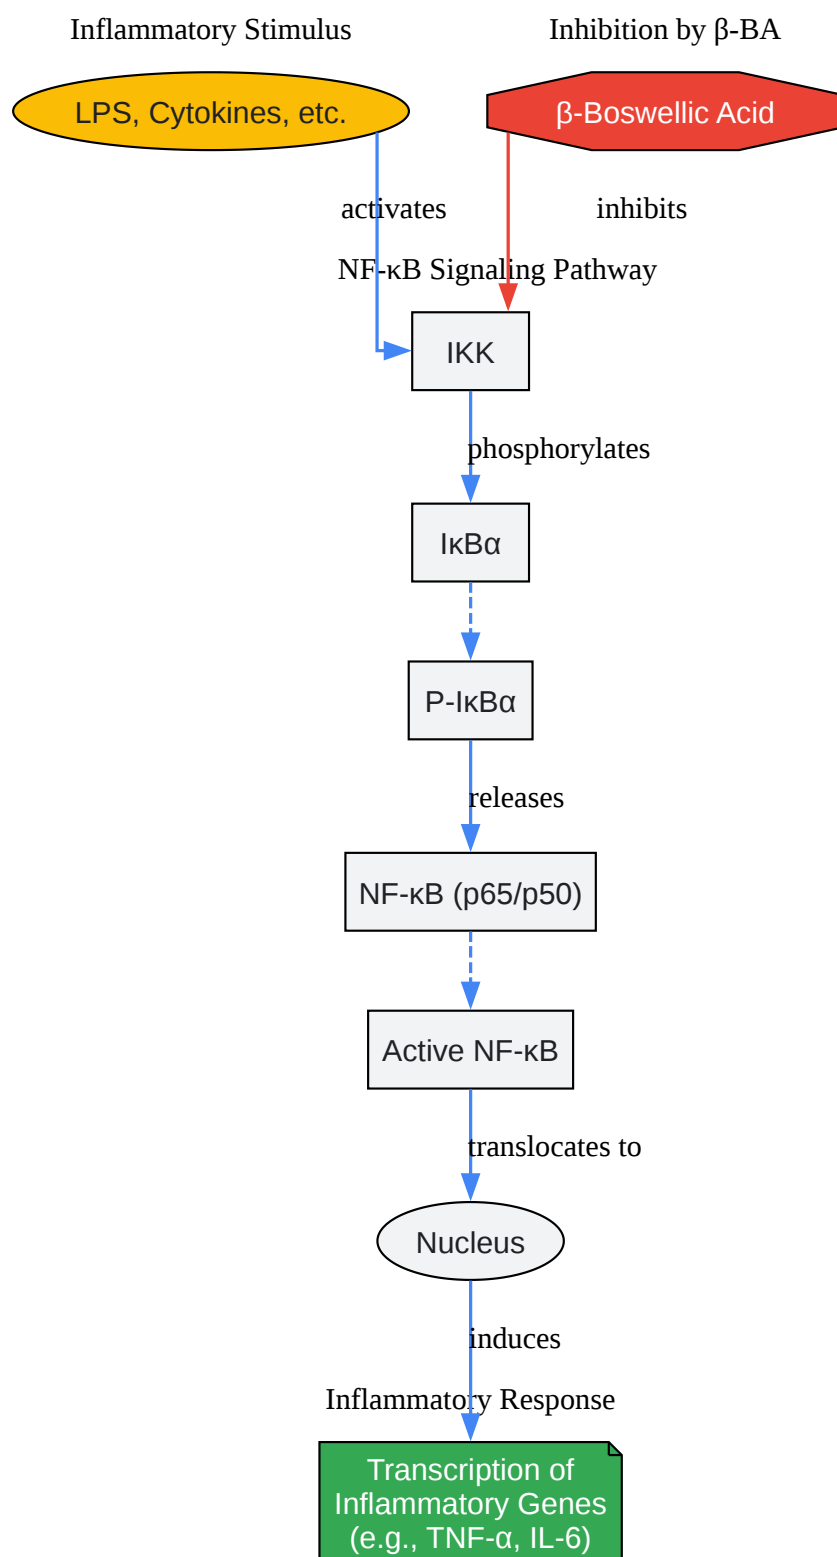 Inflammatory Stimulus
Inhibition by β-BA
LPS, Cytokines, etc.
β-Boswellic Acid
activates
inhibits
NF-κB Signaling Pathway
IKK
phosphorylates
IκBα
P-IκBα
releases
NF-κB (p65/p50)
Active NF-κB
translocates to
Nucleus
induces
Inflammatory Response
Transcription of
Inflammatory Genes
(e.g., TNF-α, IL-6)